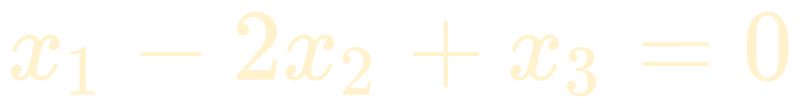 x₁ − 2x₂ + x₃ = 0